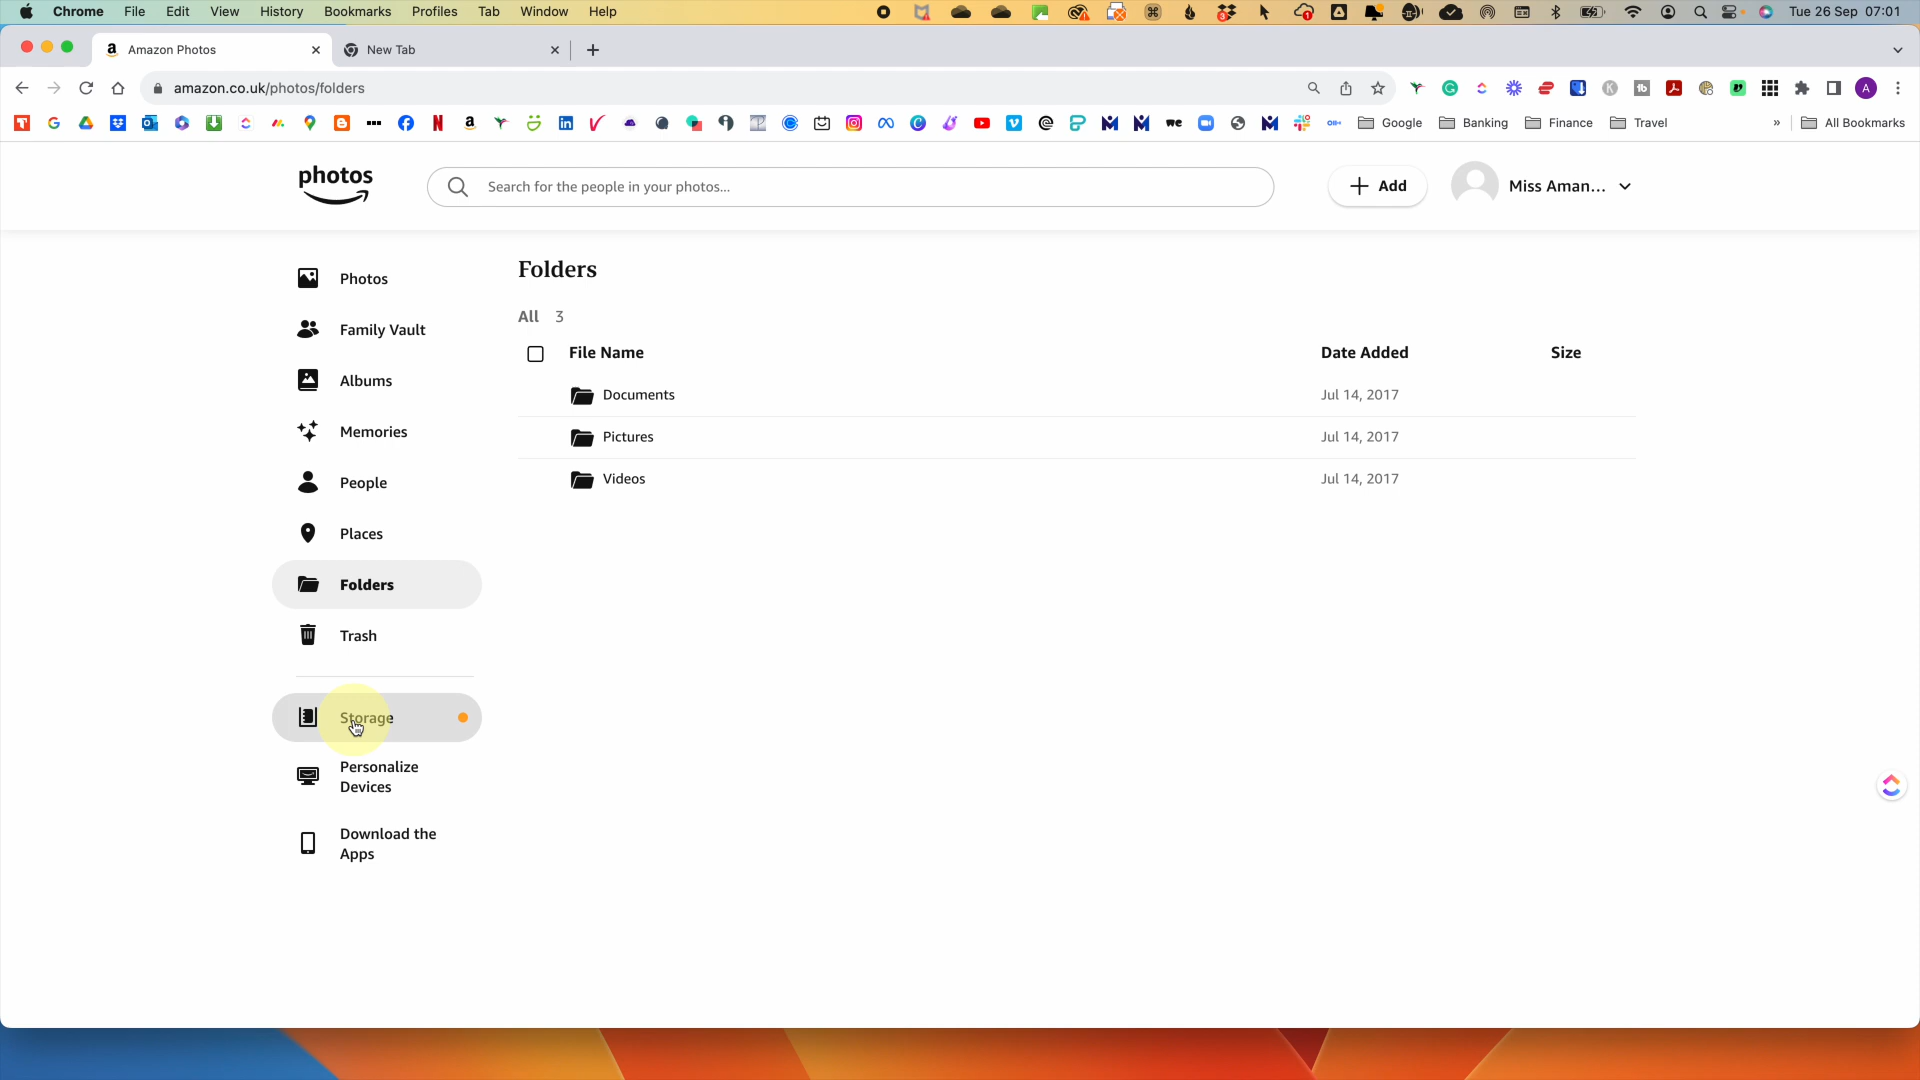 Chrome File Edit View History Bookmarks Profiles Tab Window Help Tue 26 Sep 07:01
Amazon Photos New Tab
amazon.co.uk/photos/folders
Google Banking Finance Travel » All Bookmarks
photos Search for the people in your photos... Add Miss Aman...
Folders
All 3
File Name Date Added Size
Documents Jul 14, 2017
Pictures Jul 14, 2017
Videos Jul 14, 2017
Photos
Family Vault
Albums
Memories
People
Places
Folders
Trash
Storage
Personalize
Devices
Download the
Apps